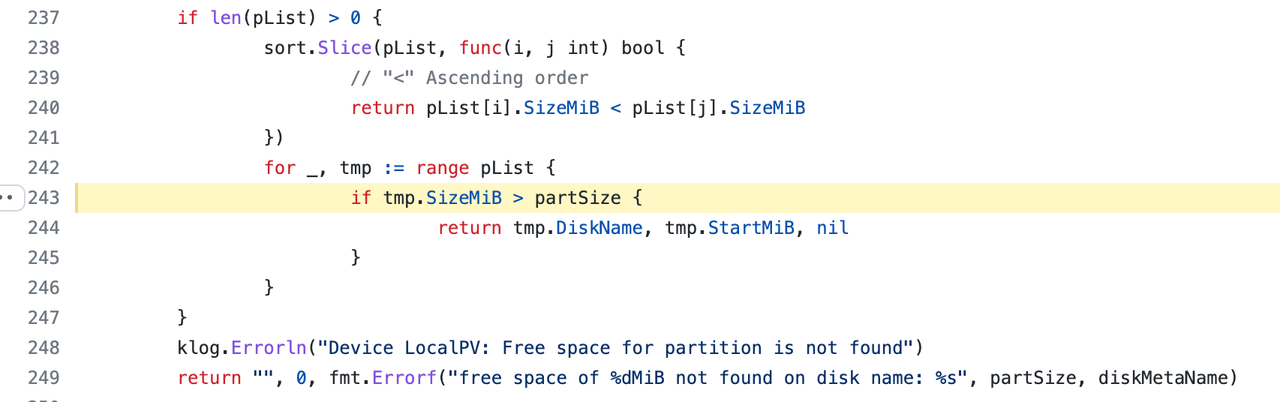 237 if len(pList) > 0 {
238 sort.Slice(pList, func(i, j int) bool {
239 // "<" Ascending order
240 return pList[i].SizeMiB < pList[j].SizeMiB
241 })
242 for _, tmp := range pList {
243 if tmp.SizeMiB > partSize {
244 return tmp.DiskName, tmp.StartMiB, nil
245 }
246 }
247 }
248 klog.Errorln("Device LocalPV: Free space for partition is not found")
249 return "", 0, fmt.Errorf("free space of %dMiB not found on disk name: %s", partSize, diskMetaName)